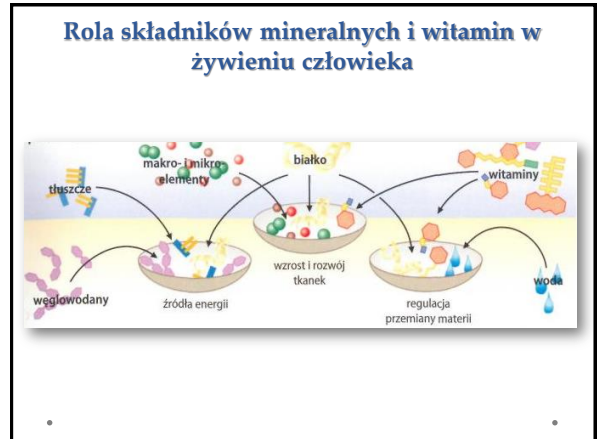 Rola składników mineralnych i witamin w
żywieniu człowieka
makro- i mikro
elementy
białko
tłuszcze
witaminy
węglowodany
źródła energii
wzrost i rozwój
tkanek
regulacja
przemiany materii
woda